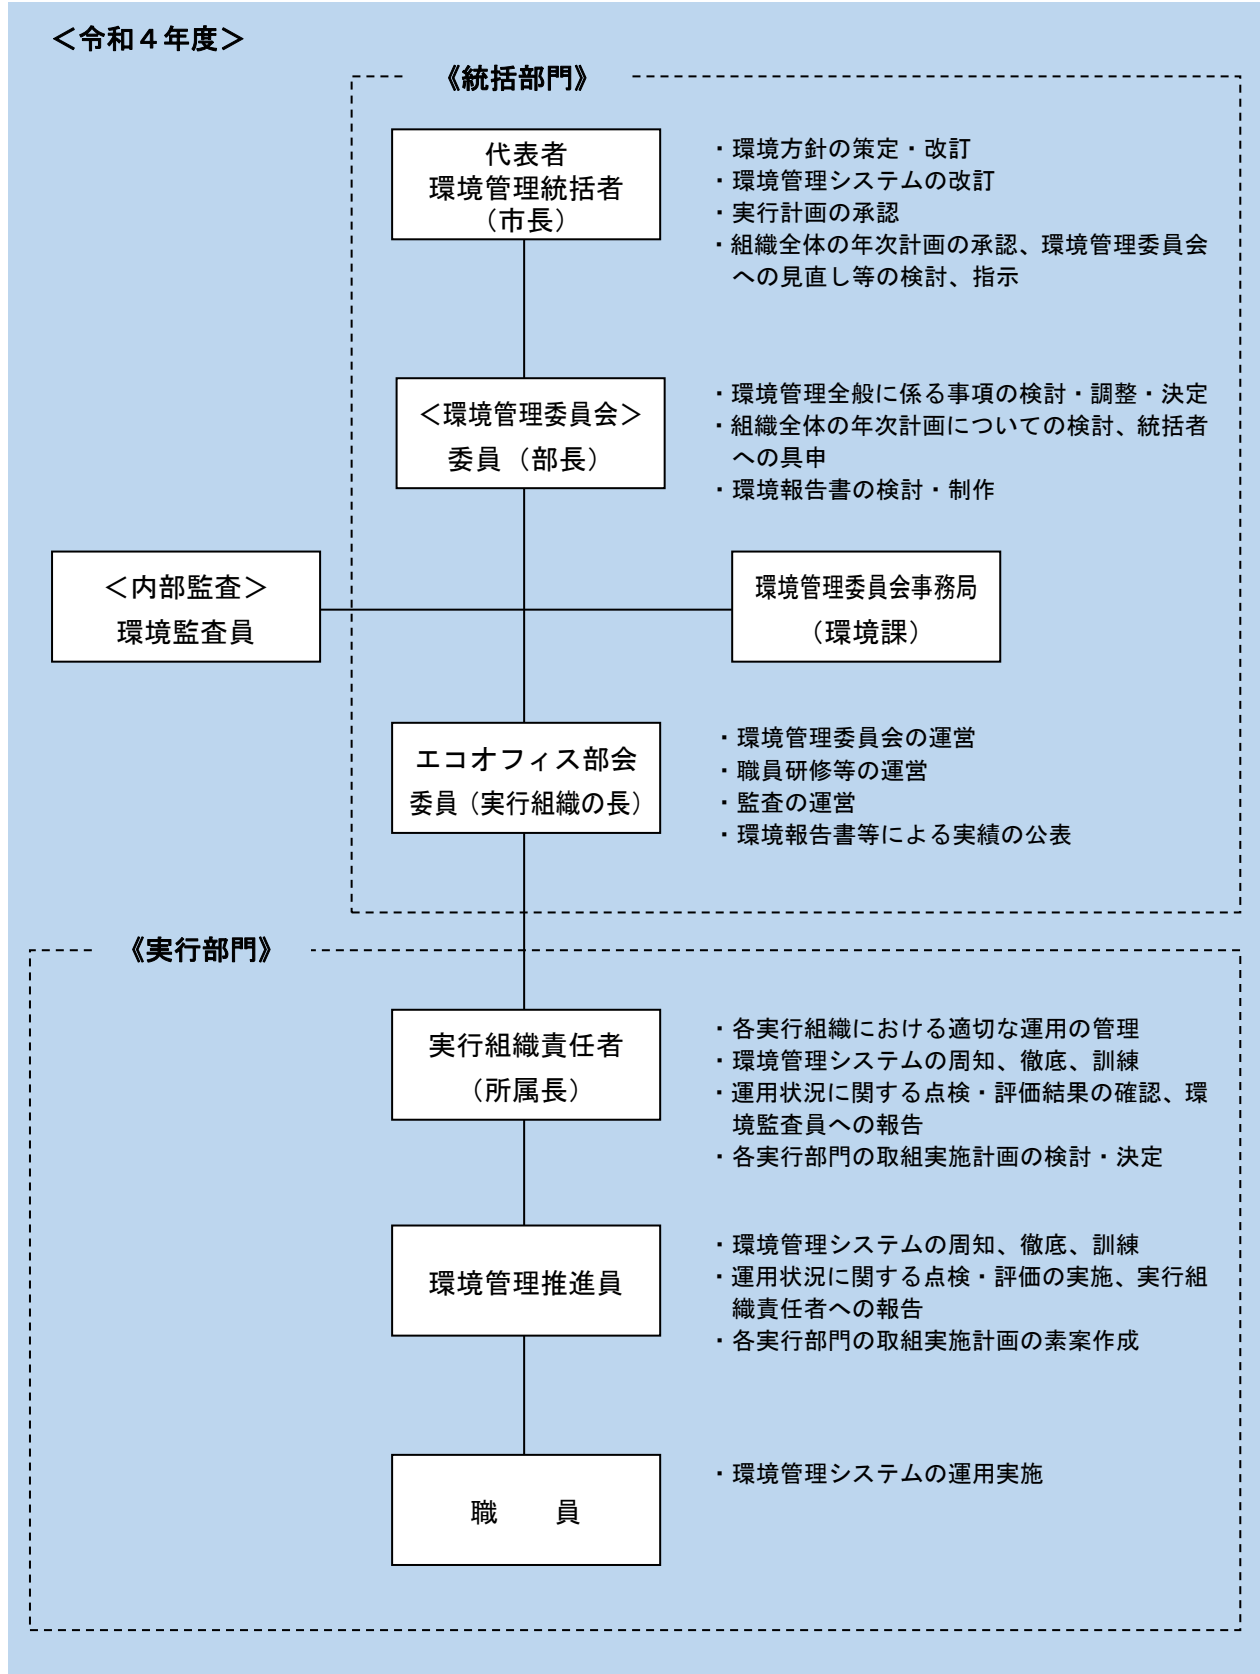 ＜令和４年度＞
《統括部門》
代表者
環境管理統括者
（市長）
・環境方針の策定・改訂
・環境管理システムの改訂
・実行計画の承認
・組織全体の年次計画の承認、環境管理委員会
への見直し等の検討、指示
＜環境管理委員会＞
委員（部長）
・環境管理全般に係る事項の検討・調整・決定
・組織全体の年次計画についての検討、統括者
への具申
・環境報告書の検討・制作
＜内部監査＞
環境監査員
環境管理委員会事務局
（環境課）
エコオフィス部会
委員（実行組織の長）
・環境管理委員会の運営
・職員研修等の運営
・監査の運営
・環境報告書等による実績の公表
《実行部門》
実行組織責任者
（所属長）
・各実行組織における適切な運用の管理
・環境管理システムの周知、徹底、訓練
・運用状況に関する点検・評価結果の確認、環
境監査員への報告
・各実行部門の取組実施計画の検討・決定
環境管理推進員
・環境管理システムの周知、徹底、訓練
・運用状況に関する点検・評価の実施、実行組
織責任者への報告
・各実行部門の取組実施計画の素案作成
職　　員
・環境管理システムの運用実施